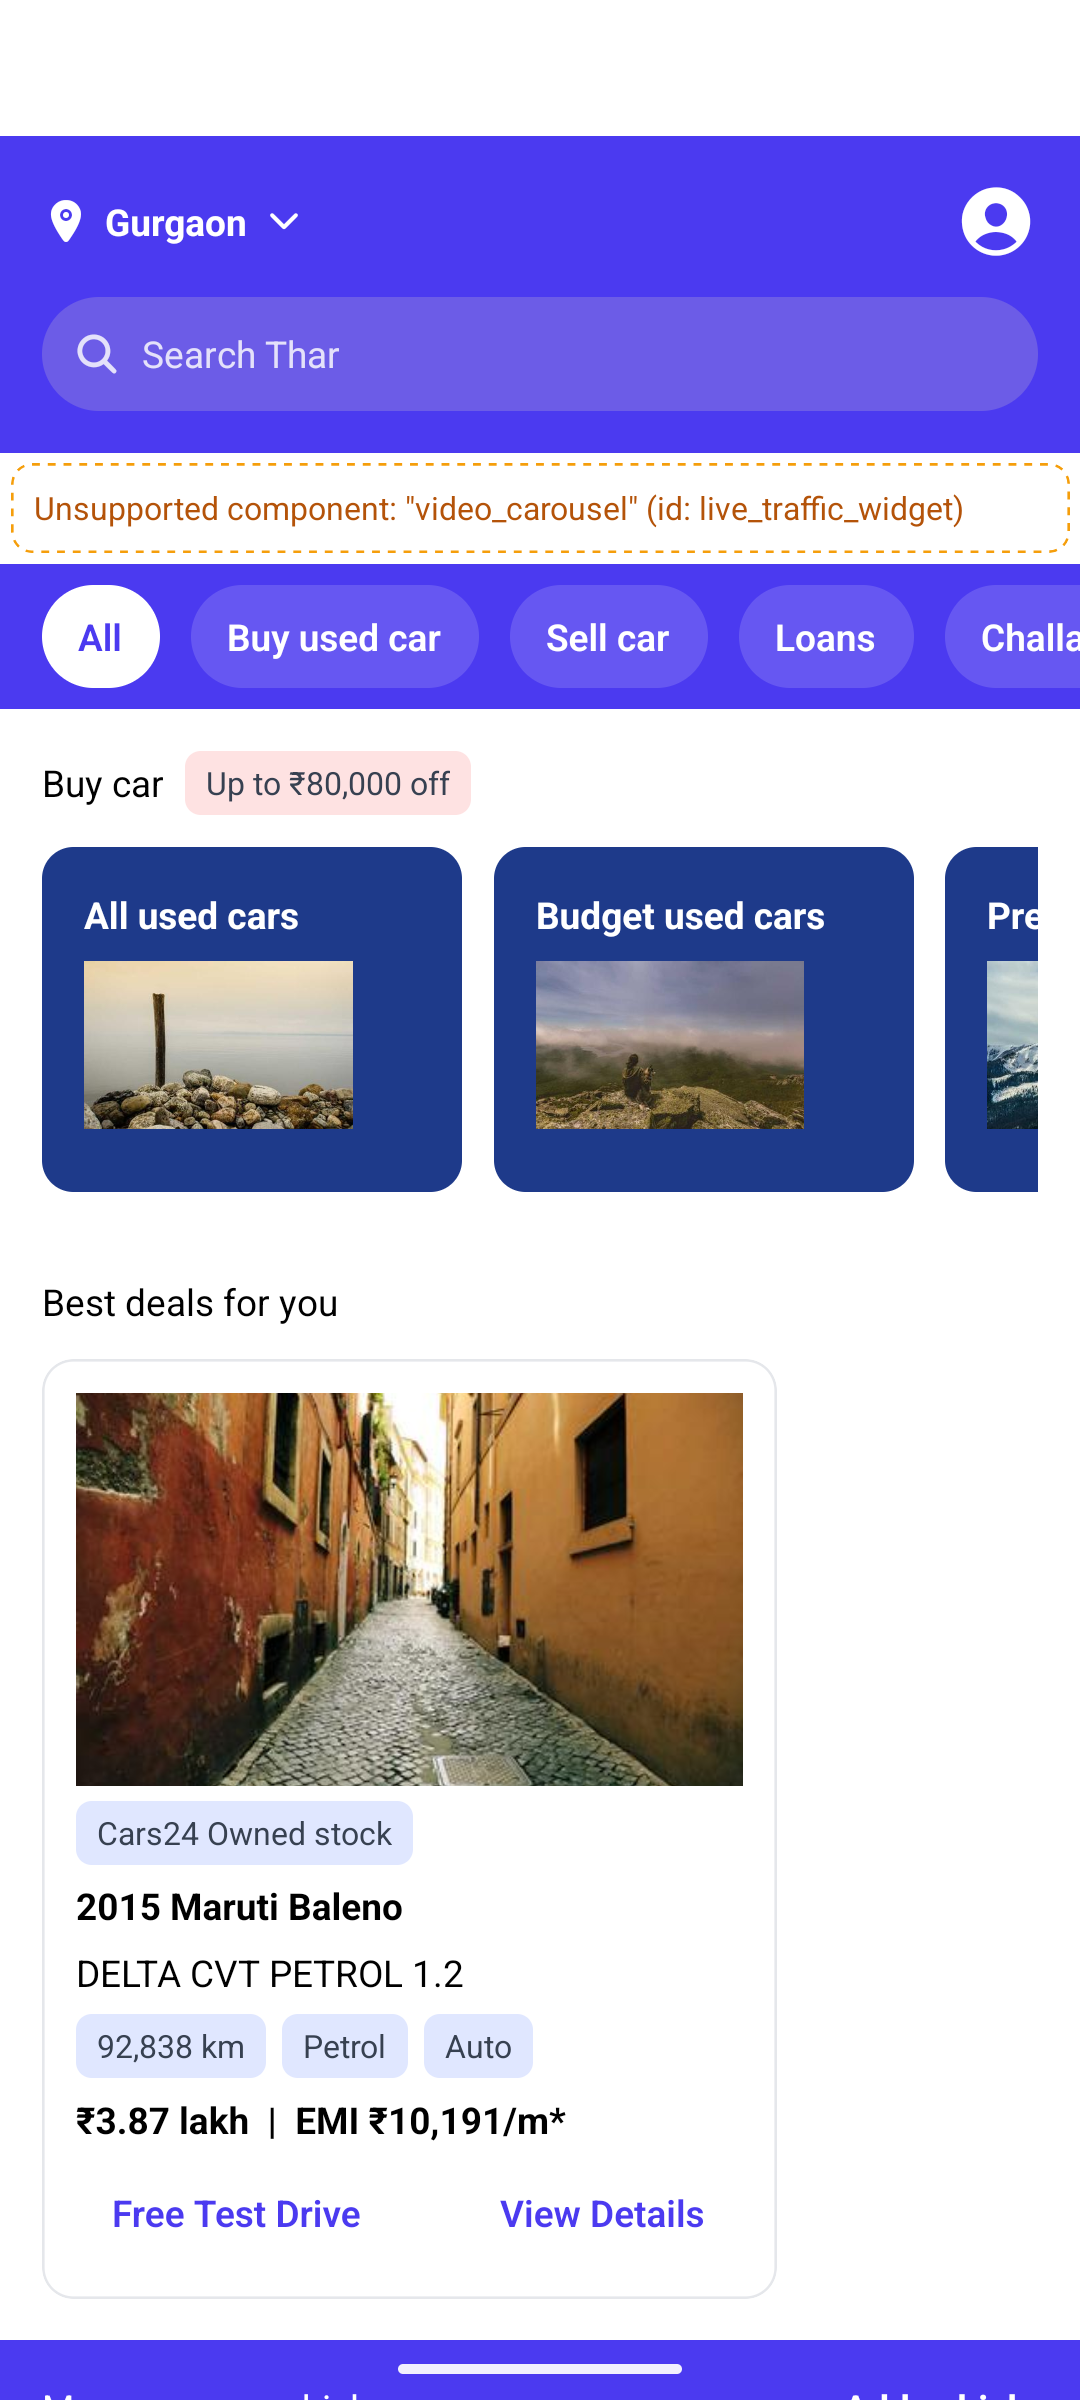 Gurgaon
Search Thar
Unsupported component: "video_carousel" (id: live_traffic_widget)
All
Buy used car
Sell car
Loans
Challa
Buy car
Up to ₹80,000 off
All used cars
Budget used cars
Pre
Best deals for you
Cars24 Owned stock
2015 Maruti Baleno
DELTA CVT PETROL 1.2
92,838 km
Petrol
Auto
₹3.87 lakh | EMI ₹10,191/m*
Free Test Drive
View Details